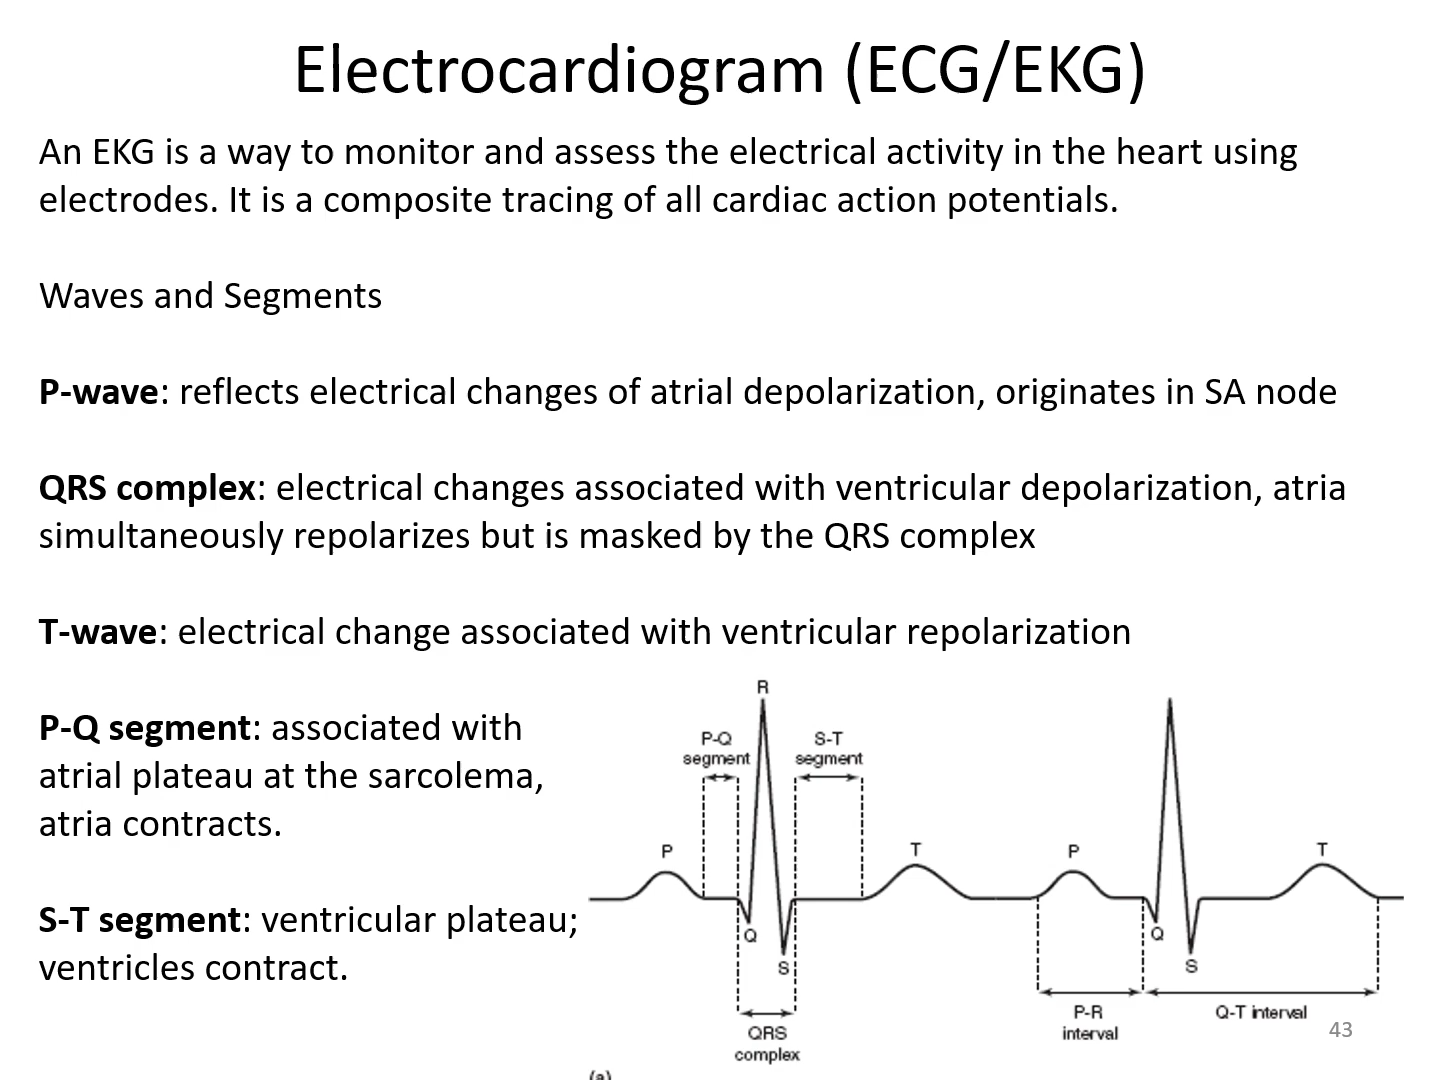 Electrocardiogram (ECG/EKG)
An EKG is a way to monitor and assess the electrical activity in the heart using
electrodes. It is a composite tracing of all cardiac action potentials.
Waves and Segments
P-wave: reflects electrical changes of atrial depolarization, originates in SA node
QRS complex: electrical changes associated with ventricular depolarization, atria
simultaneously repolarizes but is masked by the QRS complex
T-wave: electrical change associated with ventricular repolarization
P-Q segment: associated with
atrial plateau at the sarcolema,
atria contracts.
S-T segment: ventricular plateau;
ventricles contract.
R
P-Q
segment
S-T
segment
P
T
P
T
Q
S
Q
S
QRS
complex
P-R
interval
Q-T interval
43
(a)